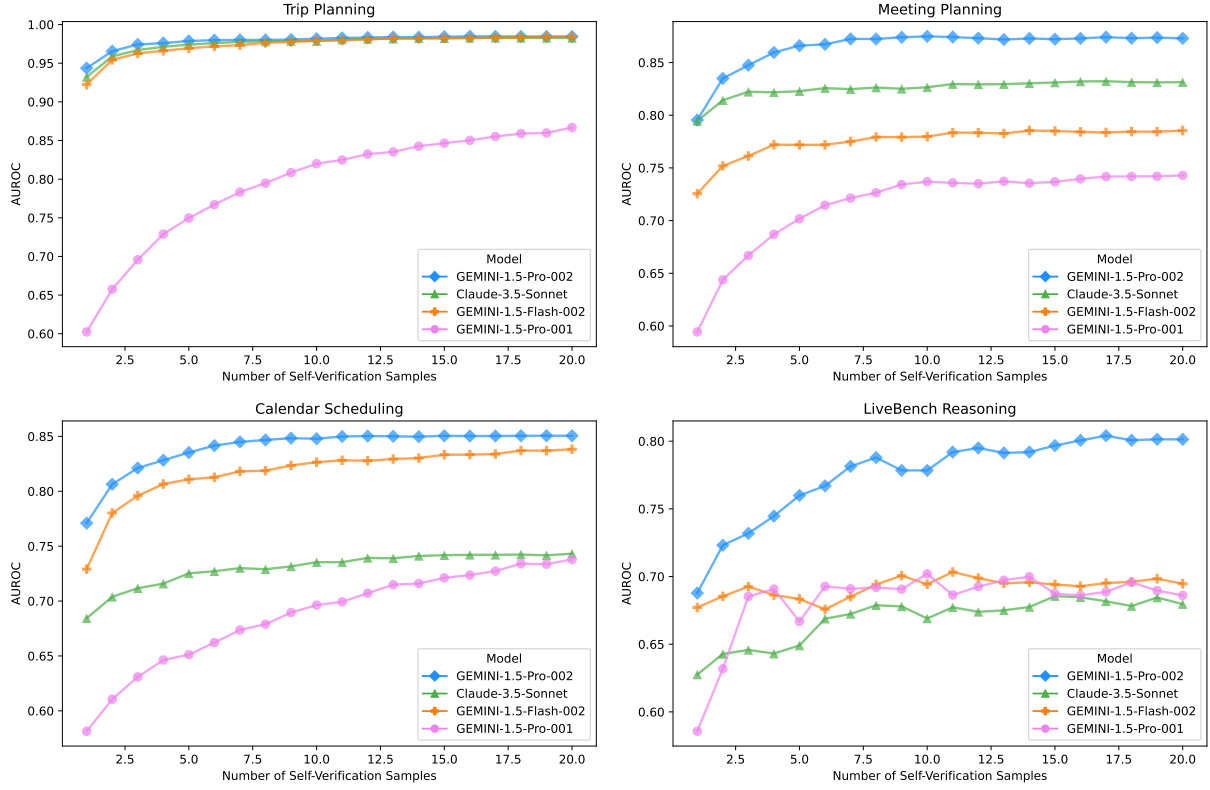 Trip Planning
1.00
0.95
0.90
0.85
0.80
0.75
0.70
0.65
0.60
AUROC
2.5 5.0 7.5 10.0 12.5 15.0 17.5 20.0
Number of Self-Verification Samples
Model
GEMINI-1.5-Pro-002
Claude-3.5-Sonnet
GEMINI-1.5-Flash-002
GEMINI-1.5-Pro-001
Meeting Planning
0.85
0.80
0.75
0.70
0.65
0.60
AUROC
2.5 5.0 7.5 10.0 12.5 15.0 17.5 20.0
Number of Self-Verification Samples
Model
GEMINI-1.5-Pro-002
Claude-3.5-Sonnet
GEMINI-1.5-Flash-002
GEMINI-1.5-Pro-001
Calendar Scheduling
0.85
0.80
0.75
0.70
0.65
0.60
AUROC
2.5 5.0 7.5 10.0 12.5 15.0 17.5 20.0
Number of Self-Verification Samples
Model
GEMINI-1.5-Pro-002
Claude-3.5-Sonnet
GEMINI-1.5-Flash-002
GEMINI-1.5-Pro-001
LiveBench Reasoning
0.80
0.75
0.70
0.65
0.60
AUROC
2.5 5.0 7.5 10.0 12.5 15.0 17.5 20.0
Number of Self-Verification Samples
Model
GEMINI-1.5-Pro-002
Claude-3.5-Sonnet
GEMINI-1.5-Flash-002
GEMINI-1.5-Pro-001